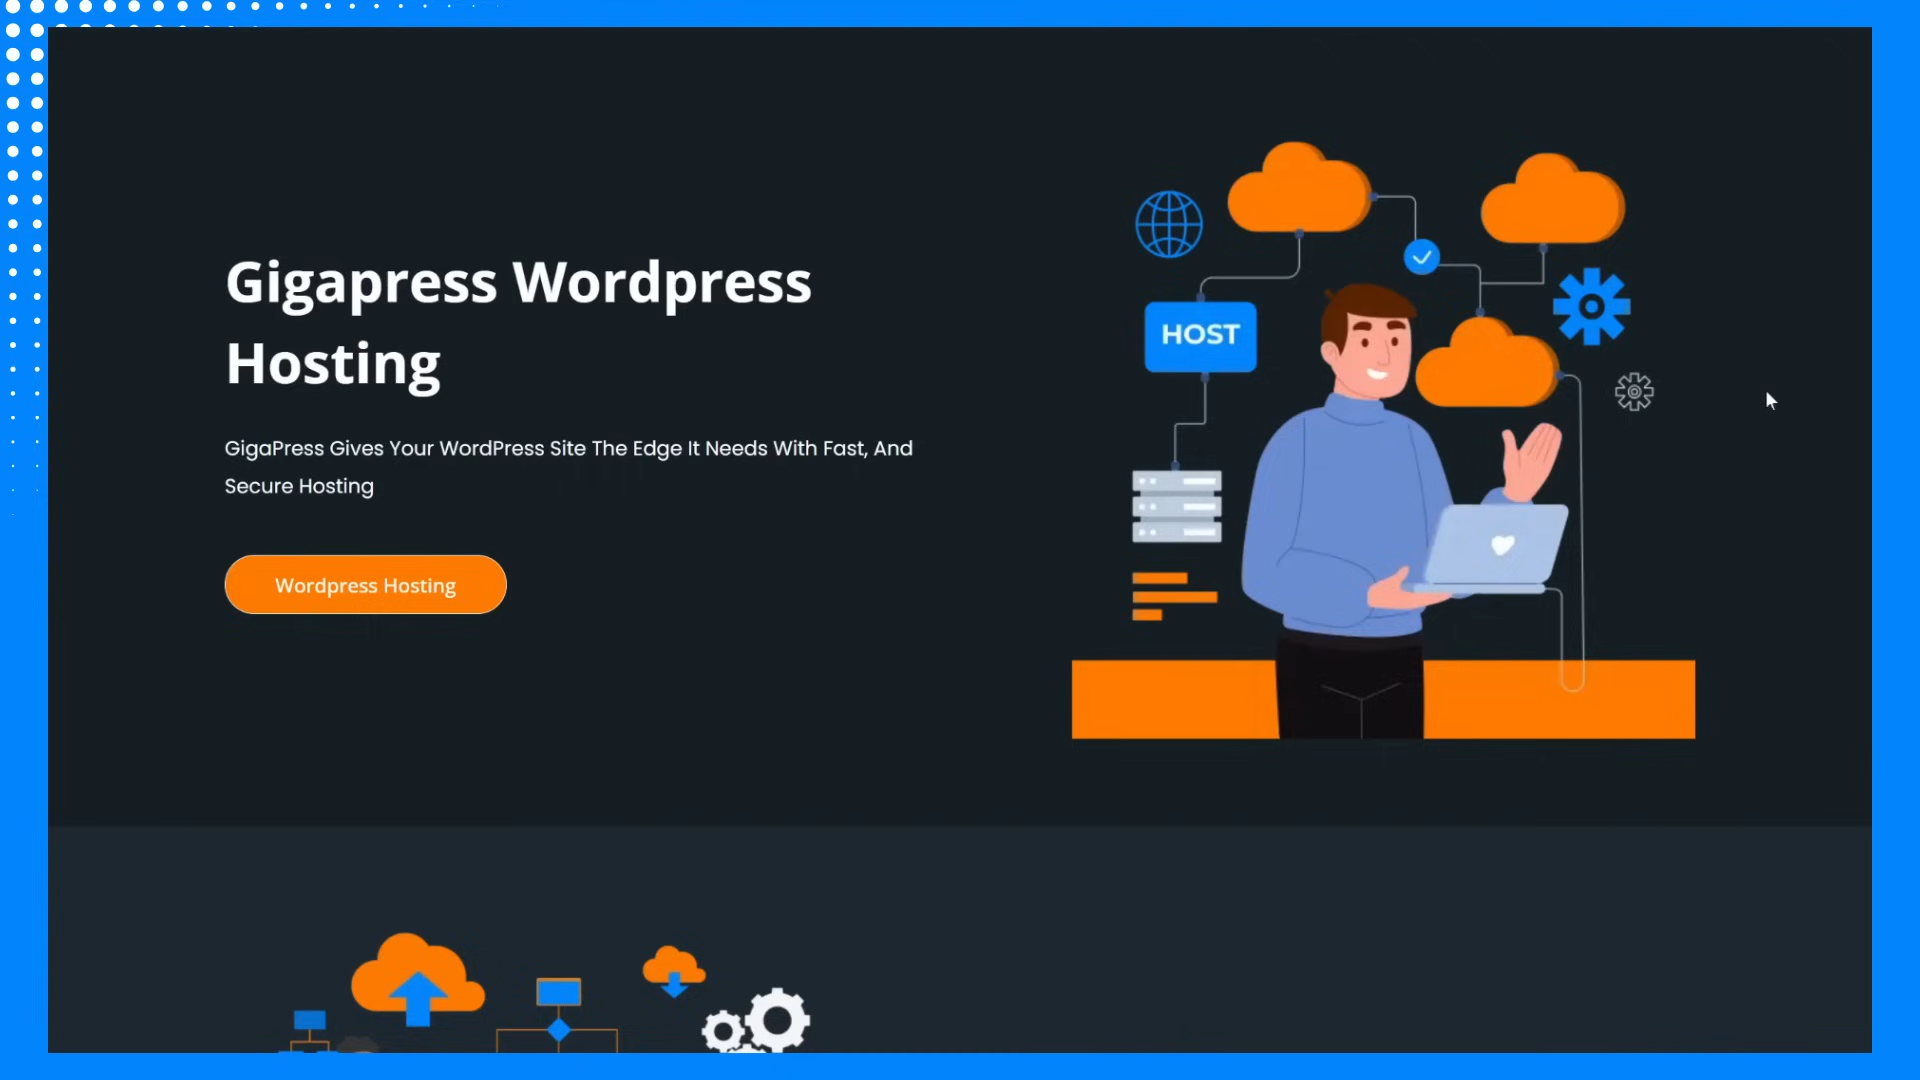 Gigapress Wordpress
Hosting
GigaPress Gives Your WordPress Site The Edge It Needs With Fast, And
Secure Hosting
Wordpress Hosting
HOST